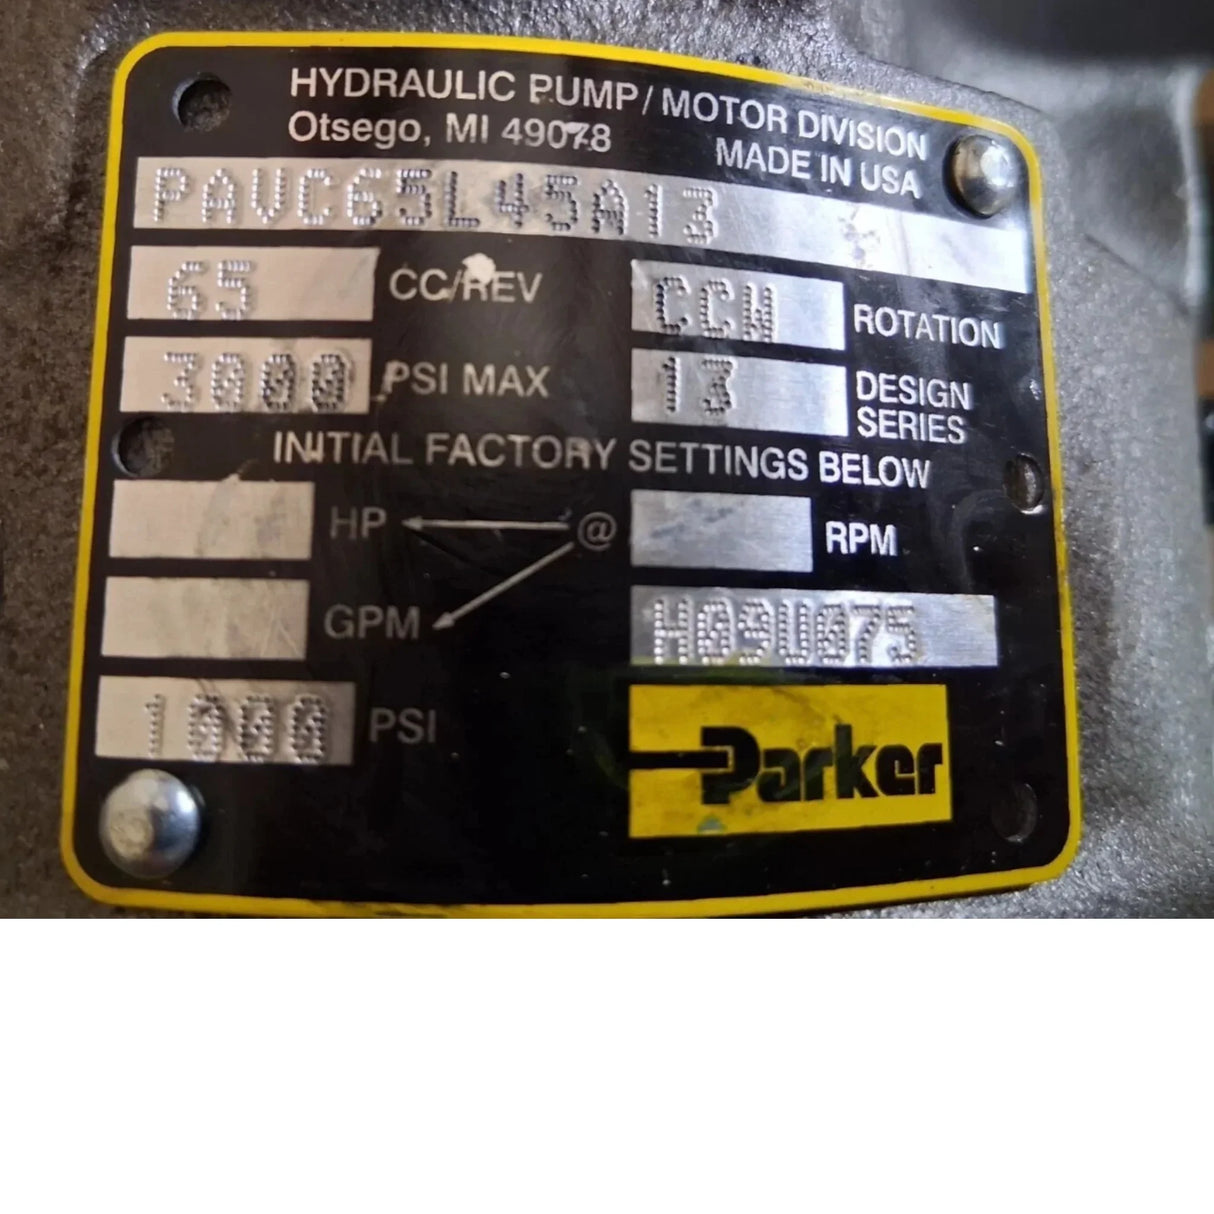 HYDRAULIC PUMP/MOTOR DIVISION
Otsego, MI 49078
MADE IN USA
PAVC65L45A13
65 CC/REV
CCW ROTATION
3000 PSI MAX
13 DESIGN SERIES
INITIAL FACTORY SETTINGS BELOW
HP @ RPM
GPM
H09U075
1000 PSI
Parker